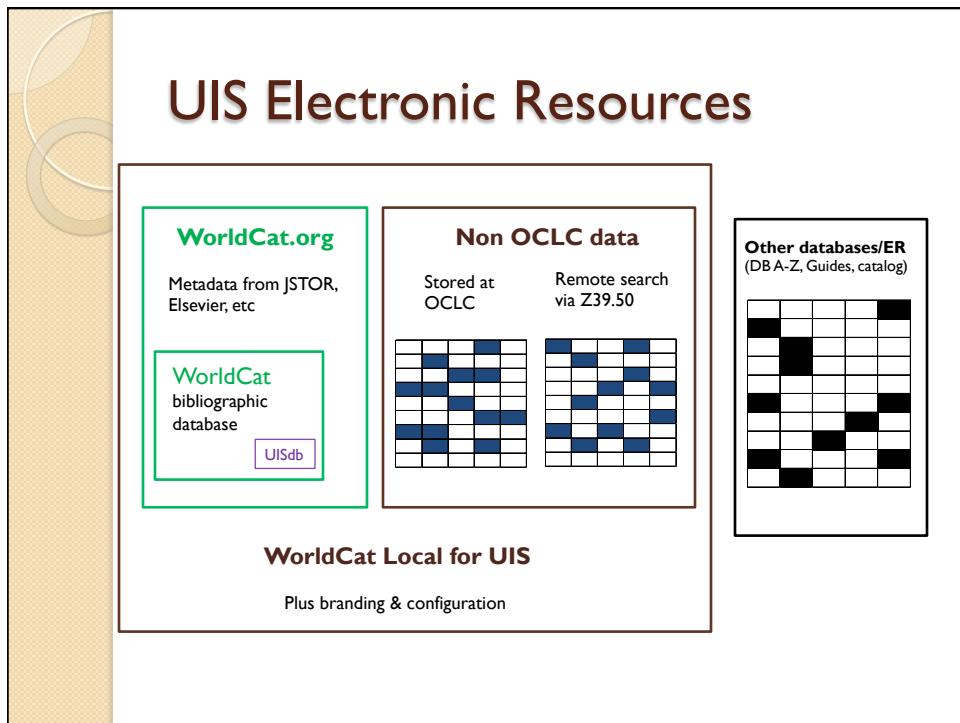 UIS Electronic Resources
WorldCat.org
Metadata from JSTOR,
Elsevier, etc
WorldCat
bibliographic
database
UISdb
Non OCLC data
Stored at
OCLC
Remote search
via Z39.50
WorldCat Local for UIS
Plus branding & configuration
Other databases/ER
(DB A-Z, Guides, catalog)